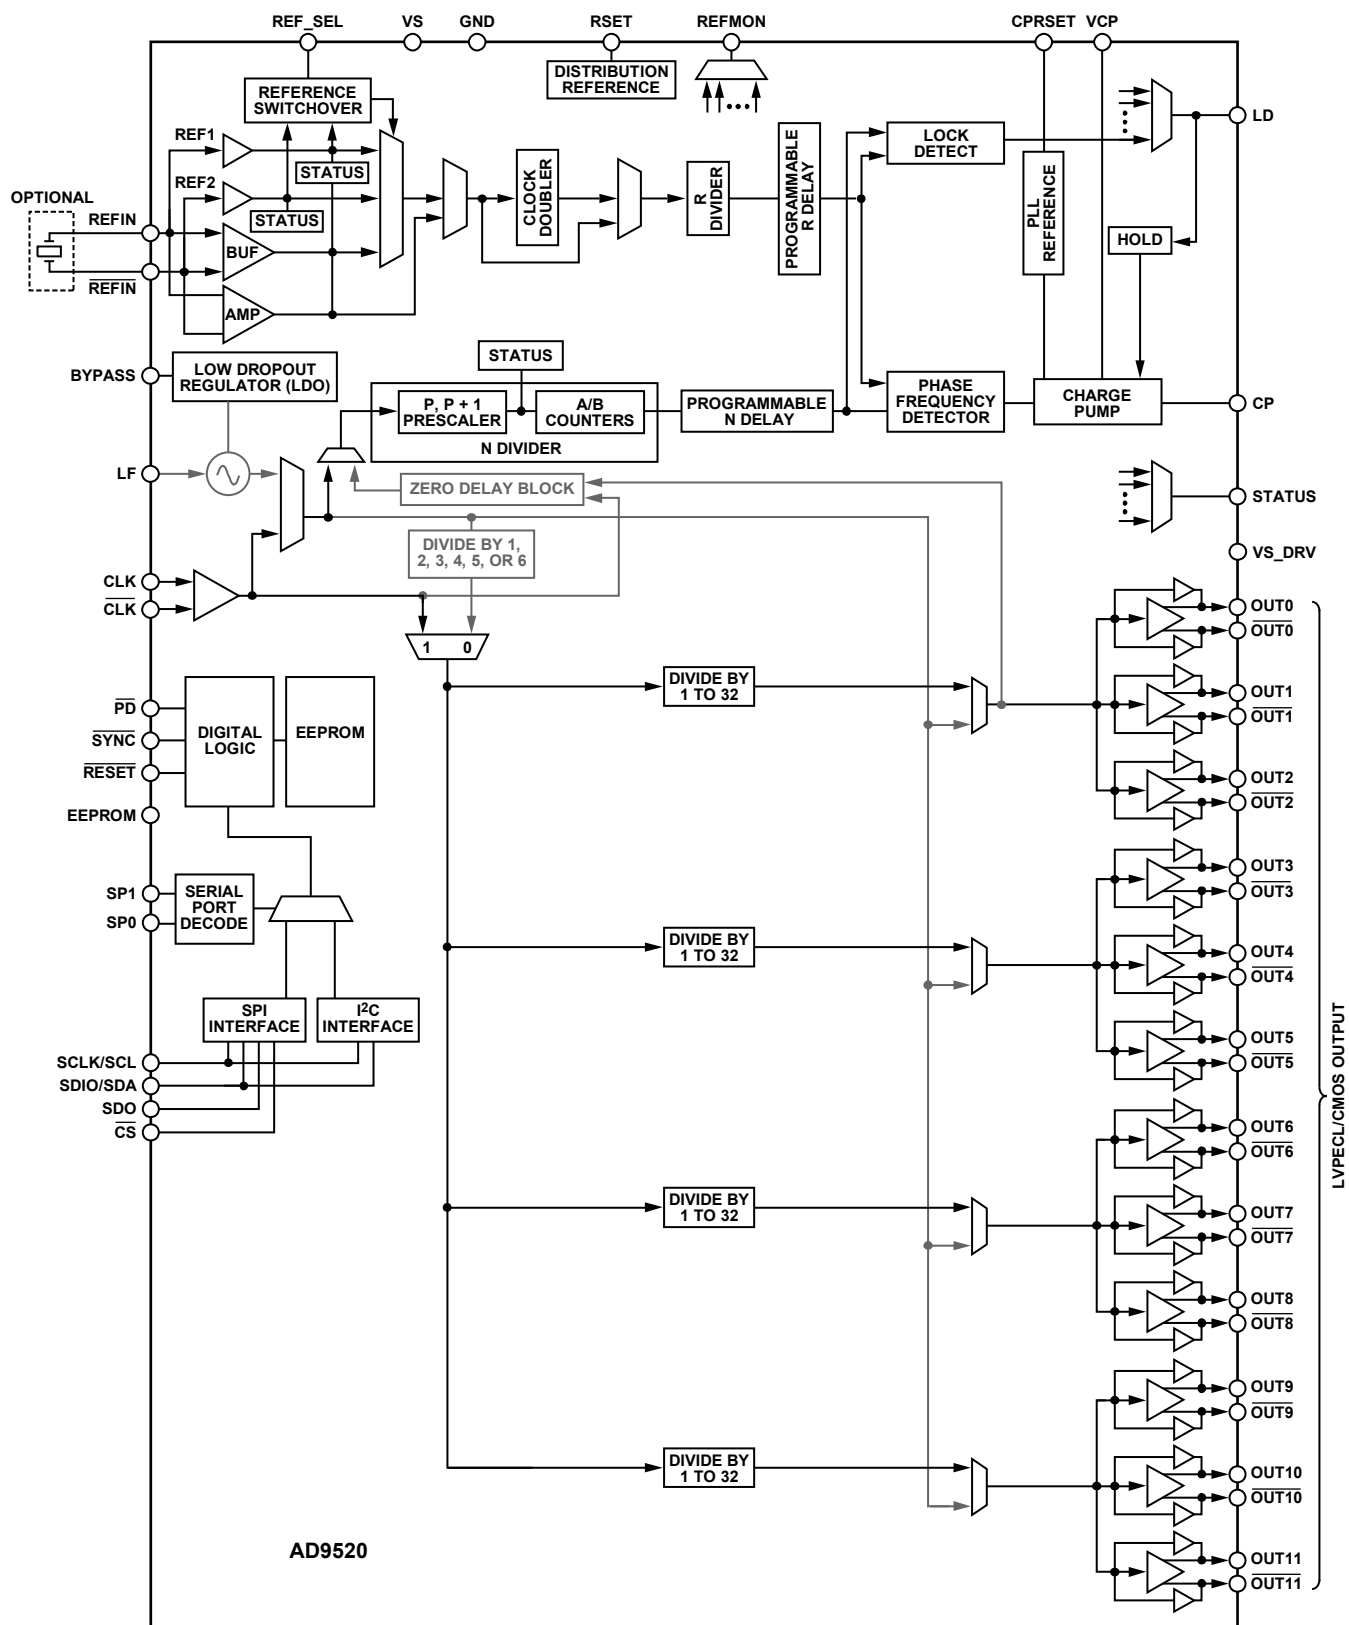 REF_SEL
VS
GND
RSET
REFMON
CPRSET
VCP
DISTRIBUTION
REFERENCE
REFERENCE
SWITCHOVER
REF1
REF2
STATUS
STATUS
OPTIONAL
REFIN
REFIN
BUF
AMP
CLOCK
DOUBLER
R
DIVIDER
PROGRAMMABLE
R DELAY
LOCK
DETECT
PLL
REFERENCE
LD
HOLD
BYPASS
LOW DROPOUT
REGULATOR (LDO)
STATUS
P, P + 1
PRESCALER
A/B
COUNTERS
N DIVIDER
PROGRAMMABLE
N DELAY
PHASE
FREQUENCY
DETECTOR
CHARGE
PUMP
CP
LF
ZERO DELAY BLOCK
STATUS
DIVIDE BY 1,
2, 3, 4, 5, OR 6
VS_DRV
CLK
CLK
1 0
OUT0
OUT0
DIVIDE BY
1 TO 32
OUT1
OUT1
PD
SYNC
RESET
DIGITAL
LOGIC
EEPROM
EEPROM
OUT2
OUT2
SP1
SP0
SERIAL
PORT
DECODE
OUT3
OUT3
DIVIDE BY
1 TO 32
OUT4
OUT4
SPI
INTERFACE
I²C
INTERFACE
OUT5
OUT5
SCLK/SCL
SDIO/SDA
SDO
CS
LVPECL/CMOS OUTPUT
OUT6
OUT6
DIVIDE BY
1 TO 32
OUT7
OUT7
OUT8
OUT8
OUT9
OUT9
DIVIDE BY
1 TO 32
OUT10
OUT10
AD9520
OUT11
OUT11